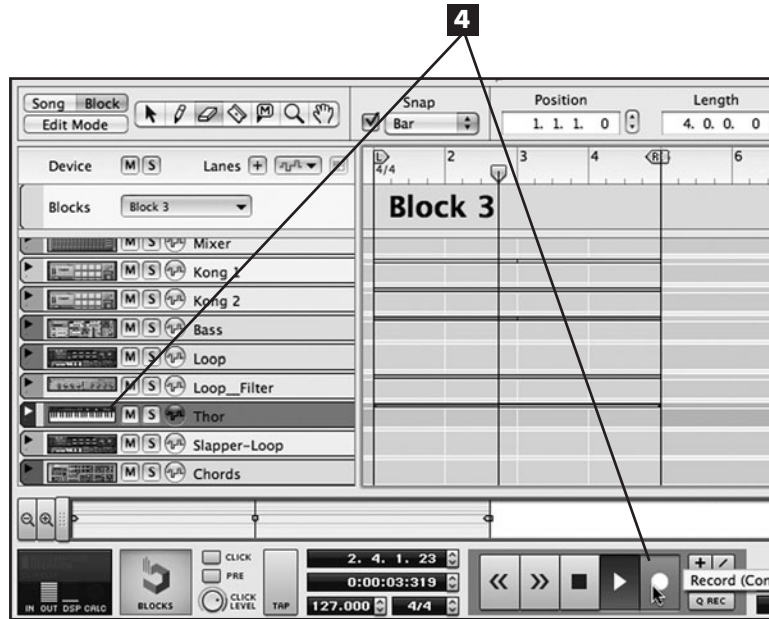 4
Song Block
Edit Mode
M
Snap
Bar
Position
1. 1. 1. 0
Length
4. 0. 0. 0
Device M S Lanes +
Blocks Block 3
L 2 3 4 R 6
4/4
Block 3
M S Mixer
M S Kong 1
M S Kong 2
M S Bass
M S Loop
M S Loop__Filter
M S Thor
M S Slapper-Loop
M S Chords
IN OUT DSP CALC
BLOCKS
CLICK
PRE
CLICK
LEVEL
TAP
2. 4. 1. 23
0:00:03:319
127.000 4/4
Record (Con
Q REC